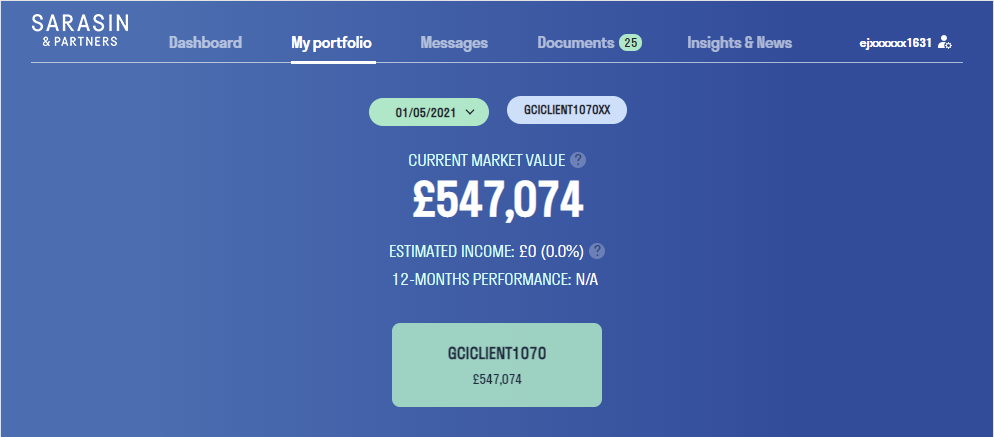 SARASIN
& PARTNERS
Dashboard My portfolio Messages Documents 25 Insights & News ejxxxxxx1631
01/05/2021 GCICLIENT1070XX
CURRENT MARKET VALUE ?
£547,074
ESTIMATED INCOME: £0 (0.0%) ?
12-MONTHS PERFORMANCE: N/A
GCICLIENT1070
£547,074